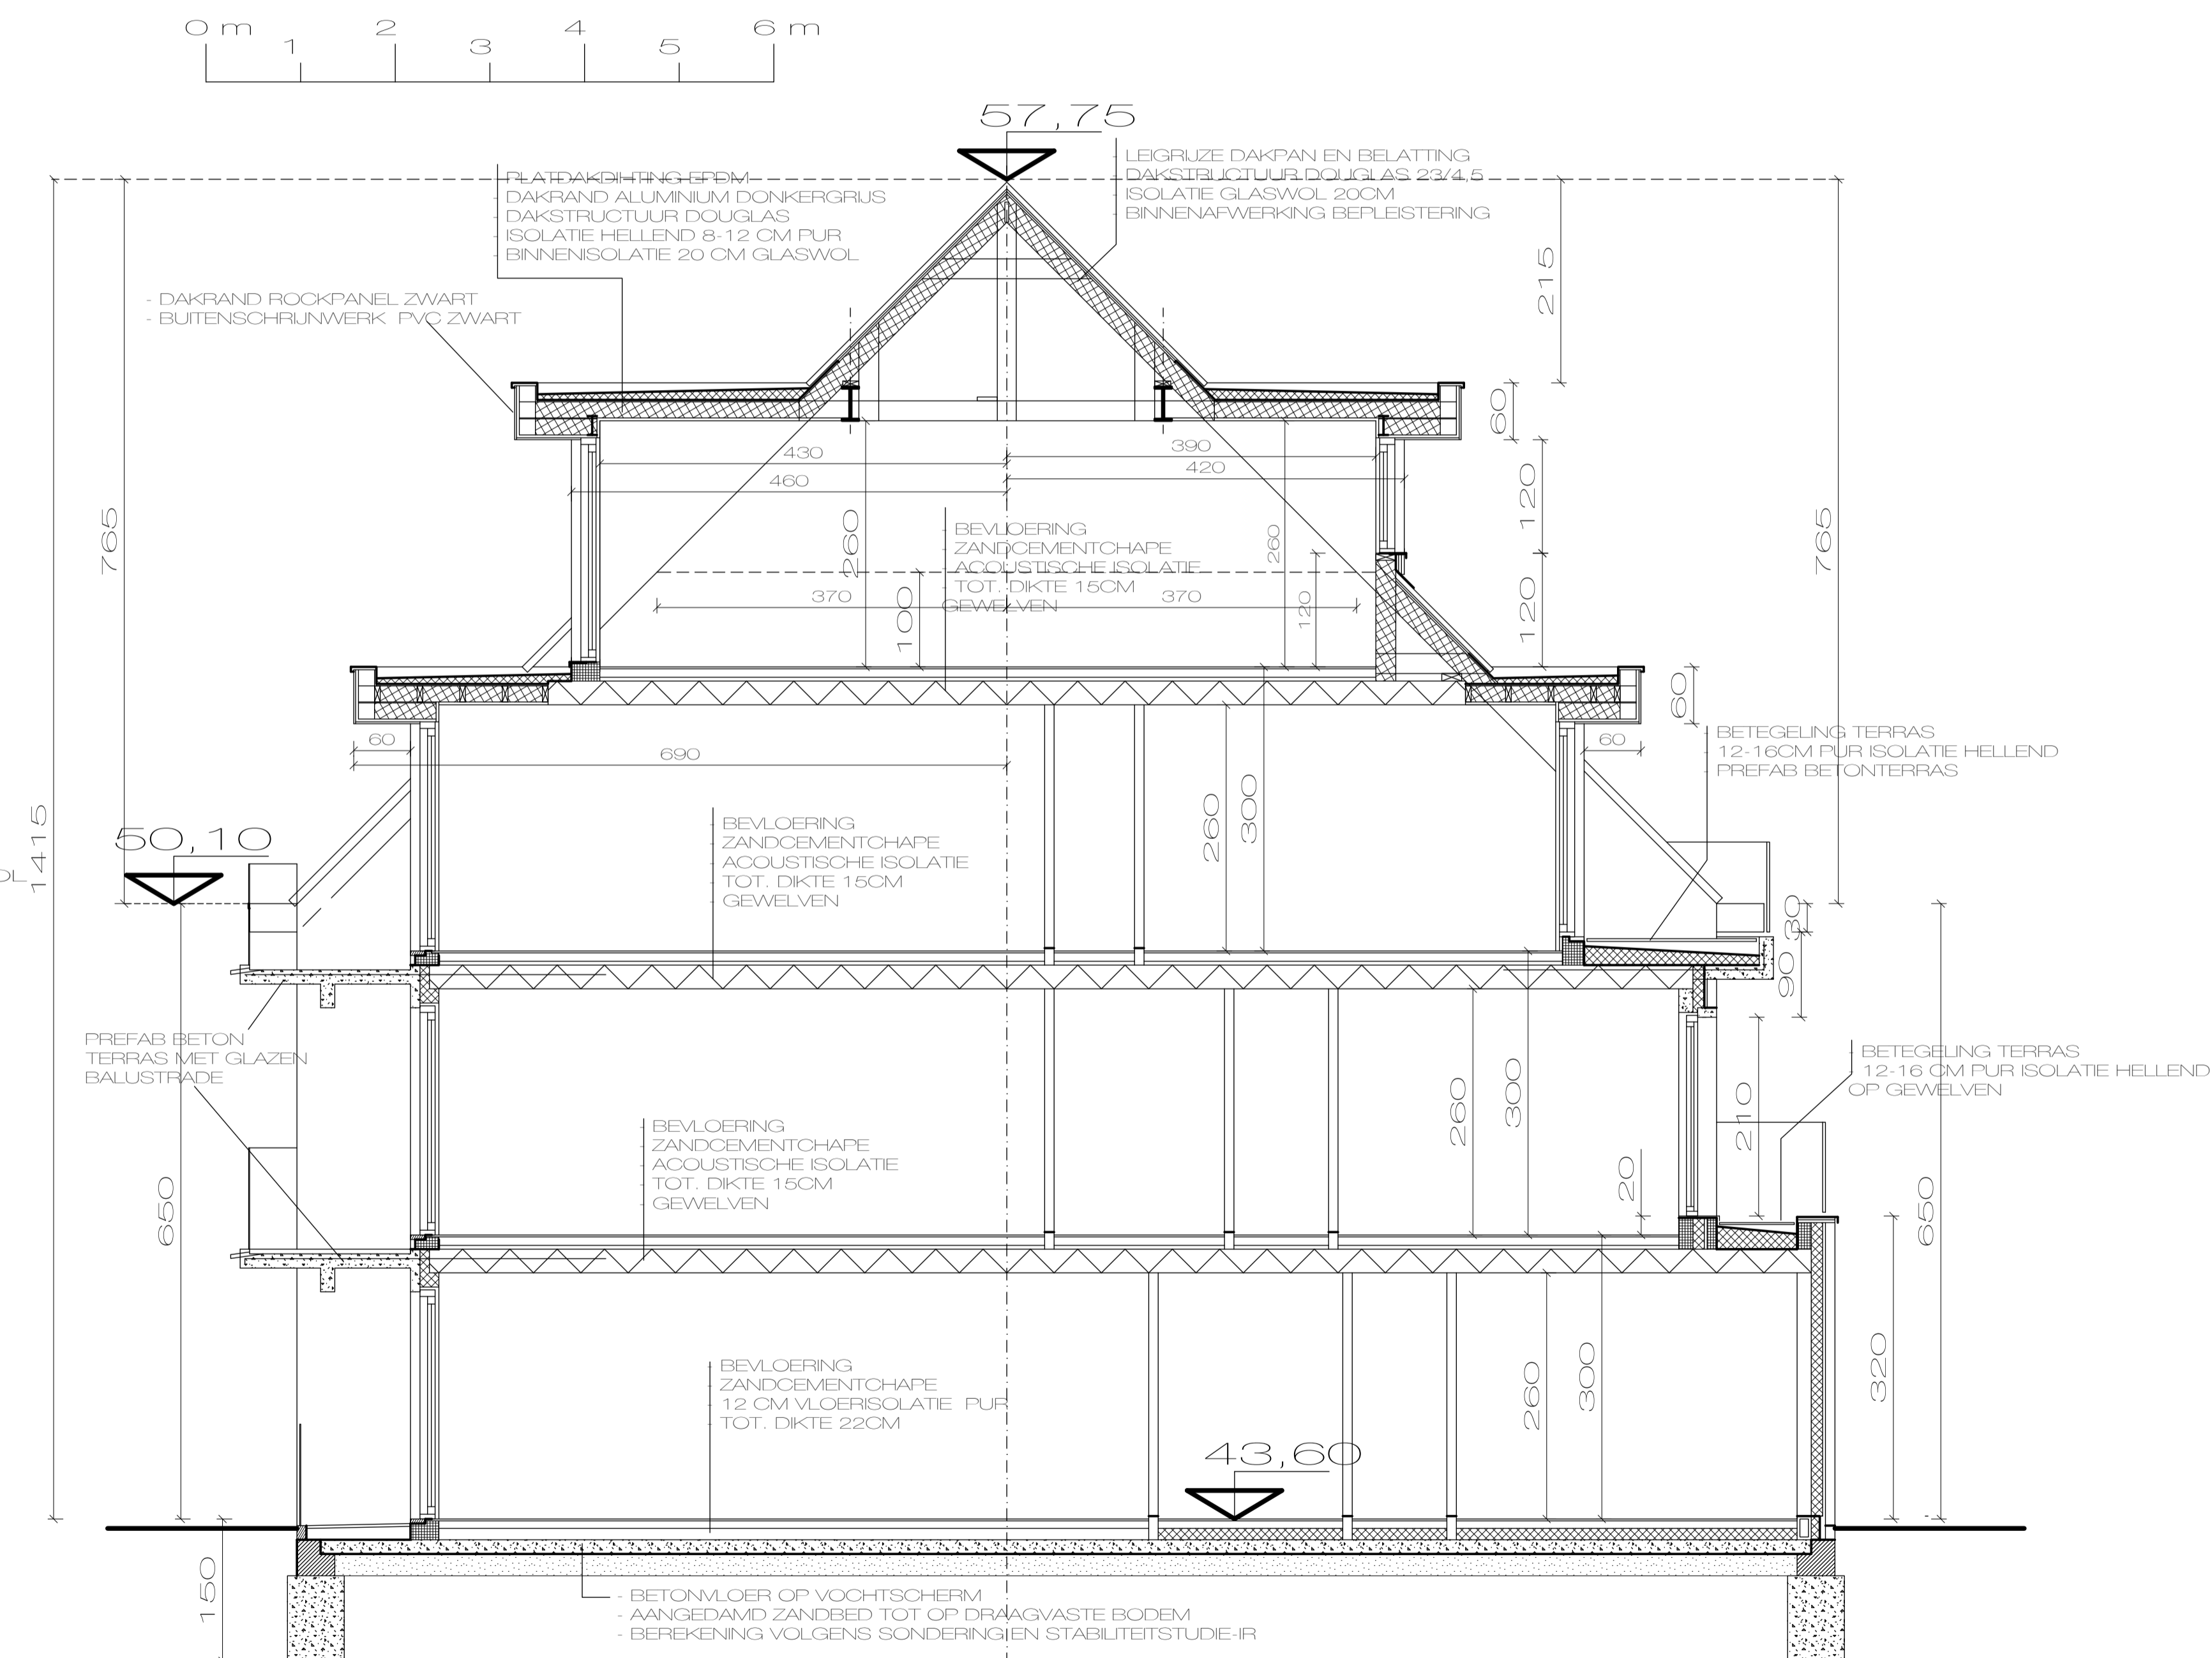 0 m 1 2 3 4 5 6 m
57,75
PLATDAKDIHTING EPDM
DAKRAND ALUMINIUM DONKERGRIJS
DAKSTRUCTUUR DOUGLAS
ISOLATIE HELLEND 8-12 CM PUR
BINNENISOLATIE 20 CM GLASWOL
LEIGRIJZE DAKPAN EN BELATTING
DAKSTRUCTUUR DOUGLAS 23/4,5
ISOLATIE GLASWOL 20CM
BINNENAFWERKING BEPLEISTERING
- DAKRAND ROCKPANEL ZWART
- BUITENSCHRIJNWERK PVC ZWART
215
60
430
390
460
420
120
765
260
260
765
BEVLOERING
ZANDCEMENTCHAPE
ACOUSTISCHE ISOLATIE
TOT. DIKTE 15CM
GEWELVEN
370
370
100
120
120
60
60
690
60
BETEGELING TERRAS
12-16CM PUR ISOLATIE HELLEND
PREFAB BETONTERRAS
1415
50,10
BEVLOERING
ZANDCEMENTCHAPE
ACOUSTISCHE ISOLATIE
TOT. DIKTE 15CM
GEWELVEN
260
300
30
90
PREFAB BETON
TERRAS MET GLAZEN
BALUSTRADE
BETEGELING TERRAS
12-16 CM PUR ISOLATIE HELLEND
OP GEWELVEN
260
300
210
20
650
650
BEVLOERING
ZANDCEMENTCHAPE
ACOUSTISCHE ISOLATIE
TOT. DIKTE 15CM
GEWELVEN
BEVLOERING
ZANDCEMENTCHAPE
12 CM VLOERISOLATIE PUR
TOT. DIKTE 22CM
43,60
260
300
320
150
- BETONVLOER OP VOCHTSCHERM
- AANGEDAMD ZANDBED TOT OP DRAAGVASTE BODEM
- BEREKENING VOLGENS SONDERING EN STABILITEITSTUDIE-IR